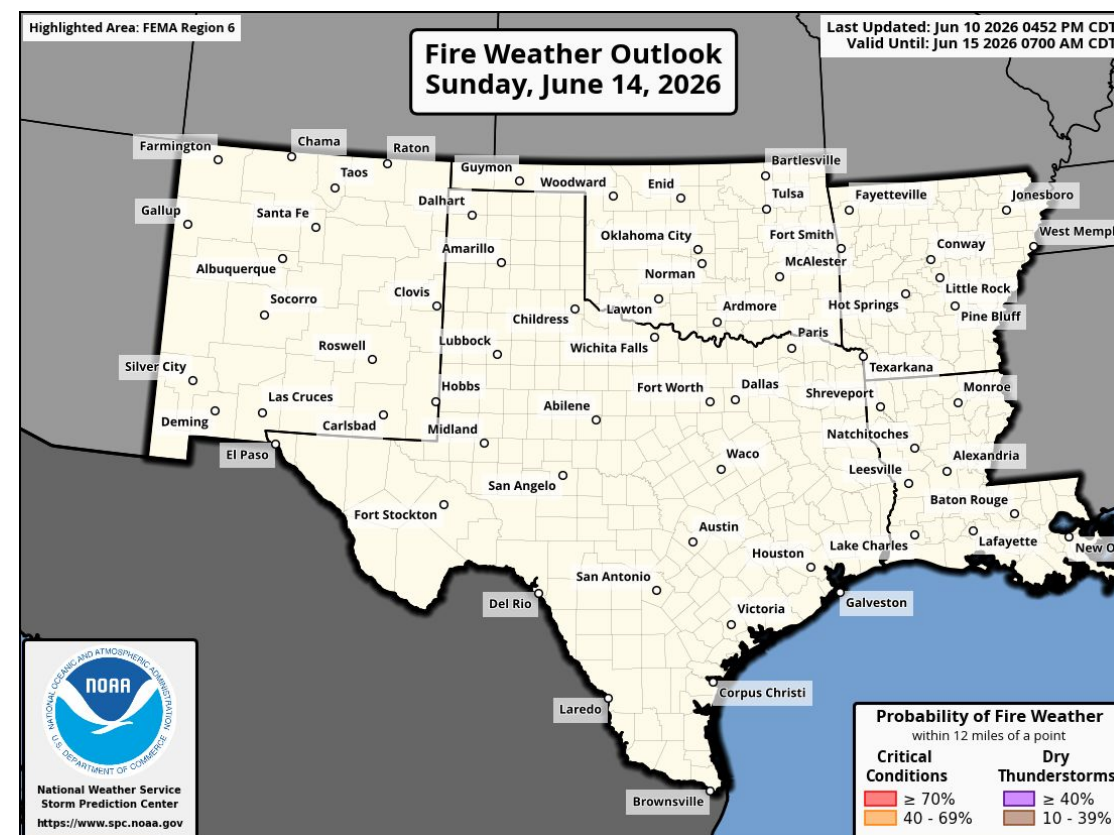 Highlighted Area: FEMA Region 6
Fire Weather Outlook
Sunday, June 14, 2026
Last Updated: Jun 10 2026 0452 PM CDT
Valid Until: Jun 15 2026 0700 AM CDT
Farmington
Chama
Raton
Taos
Guymon
Woodward
Enid
Bartlesville
Tulsa
Fayetteville
Jonesboro
Gallup
Santa Fe
Dalhart
Oklahoma City
Fort Smith
West Memph
Amarillo
Conway
Albuquerque
Norman
McAlester
Socorro
Clovis
Little Rock
Childress
Lawton
Ardmore
Hot Springs
Pine Bluff
Roswell
Lubbock
Wichita Falls
Paris
Silver City
Texarkana
Hobbs
Fort Worth
Dallas
Shreveport
Monroe
Las Cruces
Abilene
Deming
Carlsbad
Midland
Natchitoches
El Paso
Waco
Leesville
Alexandria
San Angelo
Baton Rouge
Fort Stockton
Austin
Lake Charles
Lafayette
New O
Houston
San Antonio
Del Rio
Victoria
Galveston
Corpus Christi
Laredo
Brownsville
NATIONAL OCEANIC AND ATMOSPHERIC ADMINISTRATION
NOAA
U.S. DEPARTMENT OF COMMERCE
National Weather Service
Storm Prediction Center
https://www.spc.noaa.gov
Probability of Fire Weather
within 12 miles of a point
Critical
Conditions
≥ 70%
40 - 69%
Dry
Thunderstorms
≥ 40%
10 - 39%